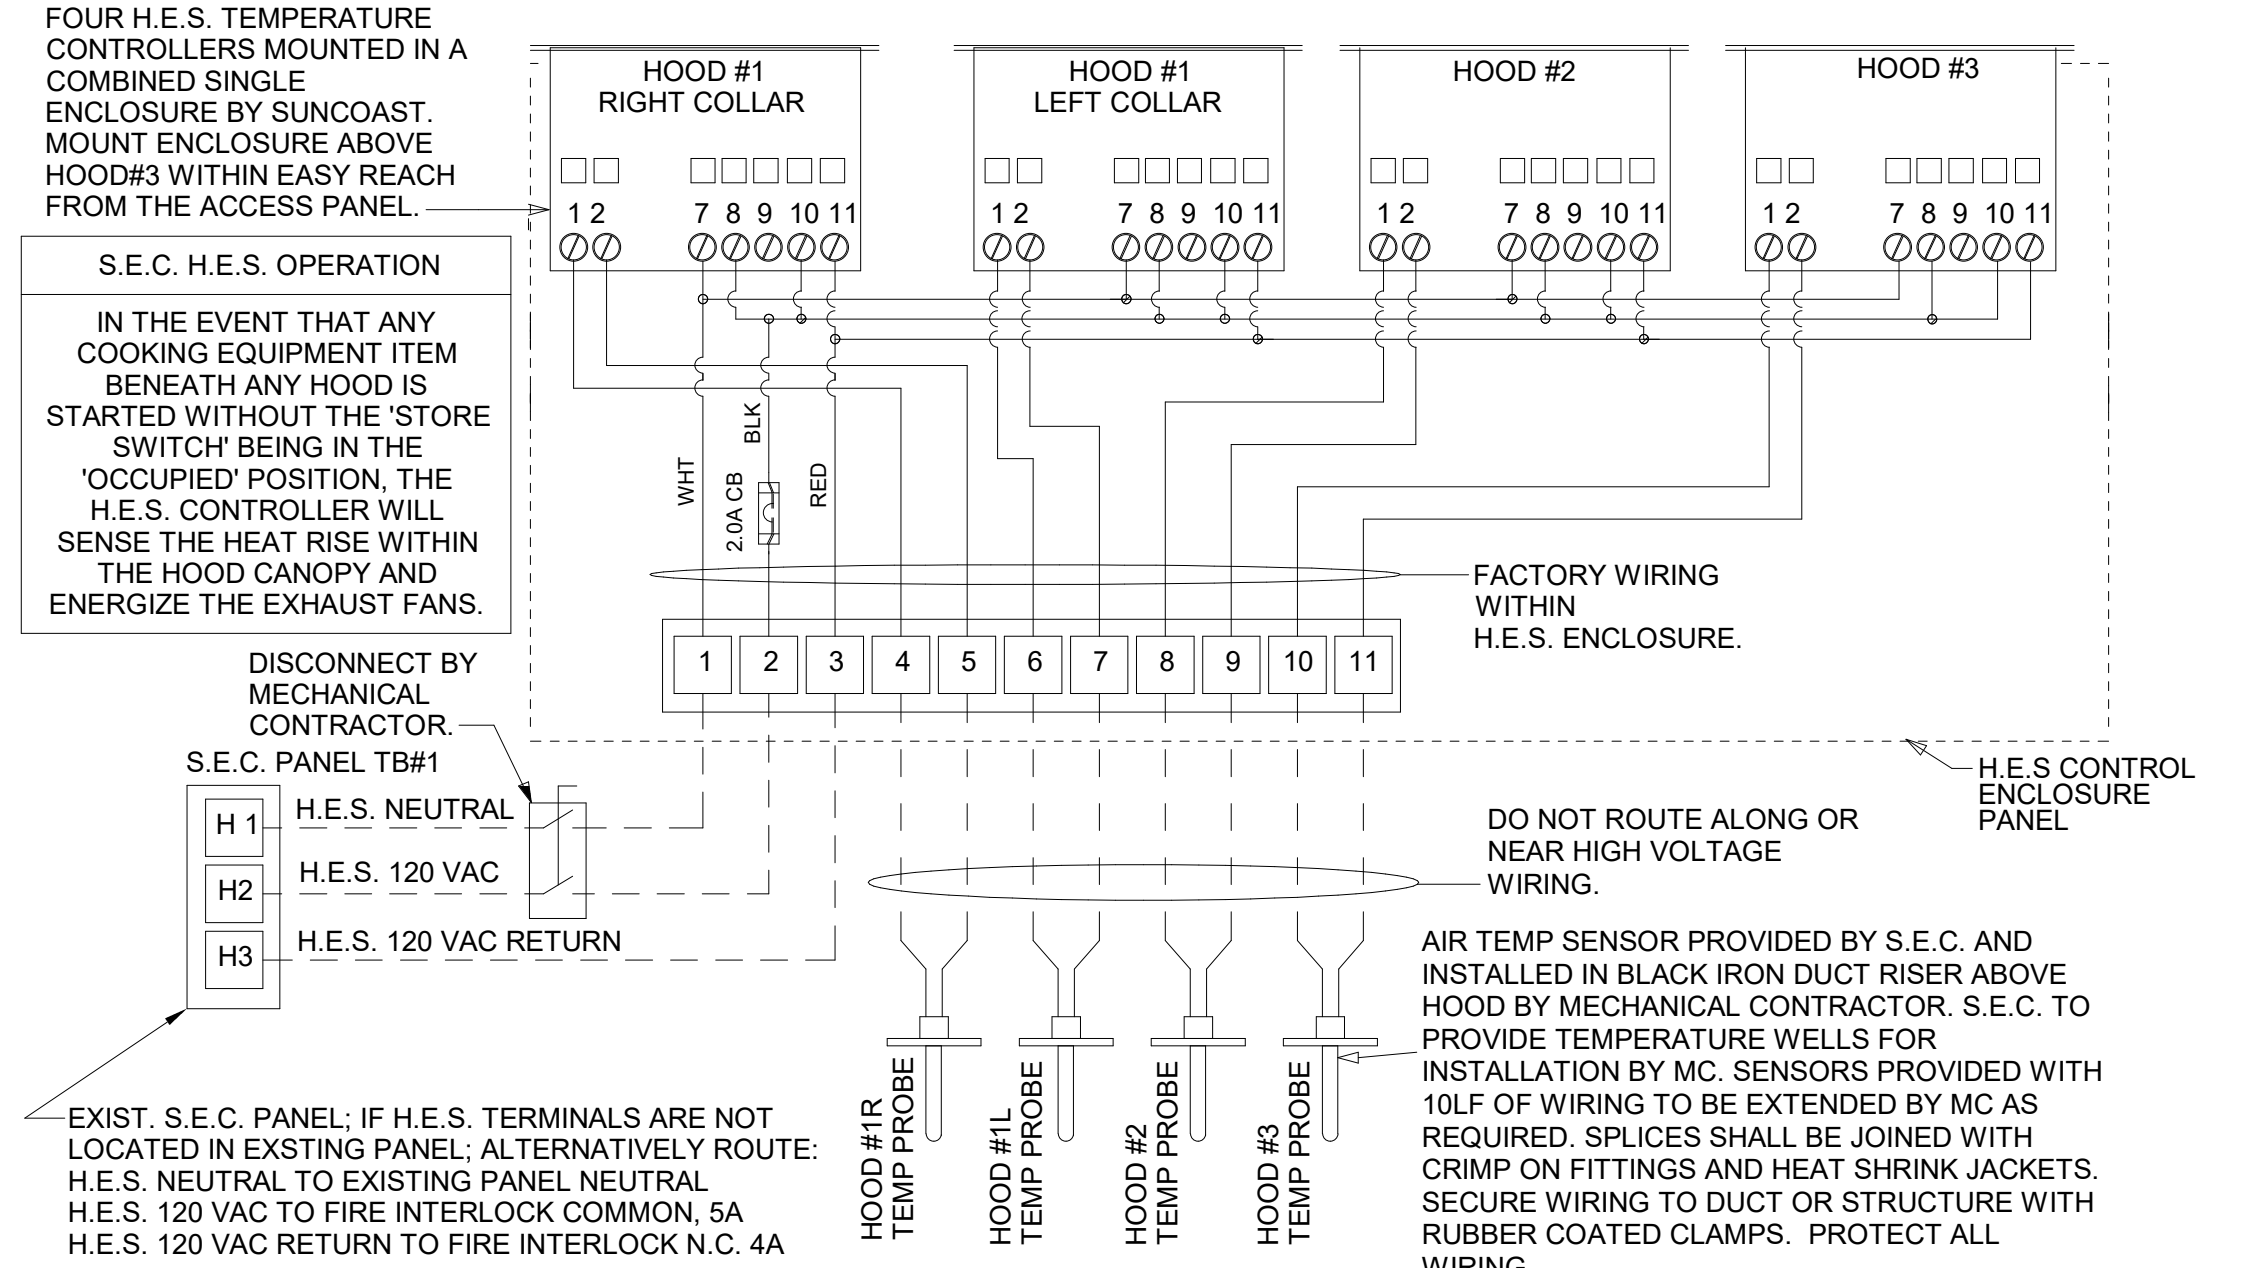 FOUR H.E.S. TEMPERATURE
CONTROLLERS MOUNTED IN A
COMBINED SINGLE
ENCLOSURE BY SUNCOAST.
MOUNT ENCLOSURE ABOVE
HOOD#3 WITHIN EASY REACH
FROM THE ACCESS PANEL.
S.E.C. H.E.S. OPERATION
IN THE EVENT THAT ANY
COOKING EQUIPMENT ITEM
BENEATH ANY HOOD IS
STARTED WITHOUT THE 'STORE
SWITCH' BEING IN THE
'OCCUPIED' POSITION, THE
H.E.S. CONTROLLER WILL
SENSE THE HEAT RISE WITHIN
THE HOOD CANOPY AND
ENERGIZE THE EXHAUST FANS.
HOOD #1
RIGHT COLLAR
1 2 7 8 9 10 11
HOOD #1
LEFT COLLAR
1 2 7 8 9 10 11
HOOD #2
1 2 7 8 9 10 11
HOOD #3
1 2 7 8 9 10 11
WHT
BLK
2.0A CB
RED
FACTORY WIRING
WITHIN
H.E.S. ENCLOSURE.
1 2 3 4 5 6 7 8 9 10 11
DISCONNECT BY
MECHANICAL
CONTRACTOR.
S.E.C. PANEL TB#1
H 1
H.E.S. NEUTRAL
H2
H.E.S. 120 VAC
H3
H.E.S. 120 VAC RETURN
H.E.S CONTROL
ENCLOSURE
PANEL
DO NOT ROUTE ALONG OR
NEAR HIGH VOLTAGE
WIRING.
HOOD #1R
TEMP PROBE
HOOD #1L
TEMP PROBE
HOOD #2
TEMP PROBE
HOOD #3
TEMP PROBE
AIR TEMP SENSOR PROVIDED BY S.E.C. AND
INSTALLED IN BLACK IRON DUCT RISER ABOVE
HOOD BY MECHANICAL CONTRACTOR. S.E.C. TO
PROVIDE TEMPERATURE WELLS FOR
INSTALLATION BY MC. SENSORS PROVIDED WITH
10LF OF WIRING TO BE EXTENDED BY MC AS
REQUIRED. SPLICES SHALL BE JOINED WITH
CRIMP ON FITTINGS AND HEAT SHRINK JACKETS.
SECURE WIRING TO DUCT OR STRUCTURE WITH
RUBBER COATED CLAMPS. PROTECT ALL
WIRING
EXIST. S.E.C. PANEL; IF H.E.S. TERMINALS ARE NOT
LOCATED IN EXSTING PANEL; ALTERNATIVELY ROUTE:
H.E.S. NEUTRAL TO EXISTING PANEL NEUTRAL
H.E.S. 120 VAC TO FIRE INTERLOCK COMMON, 5A
H.E.S. 120 VAC RETURN TO FIRE INTERLOCK N.C. 4A